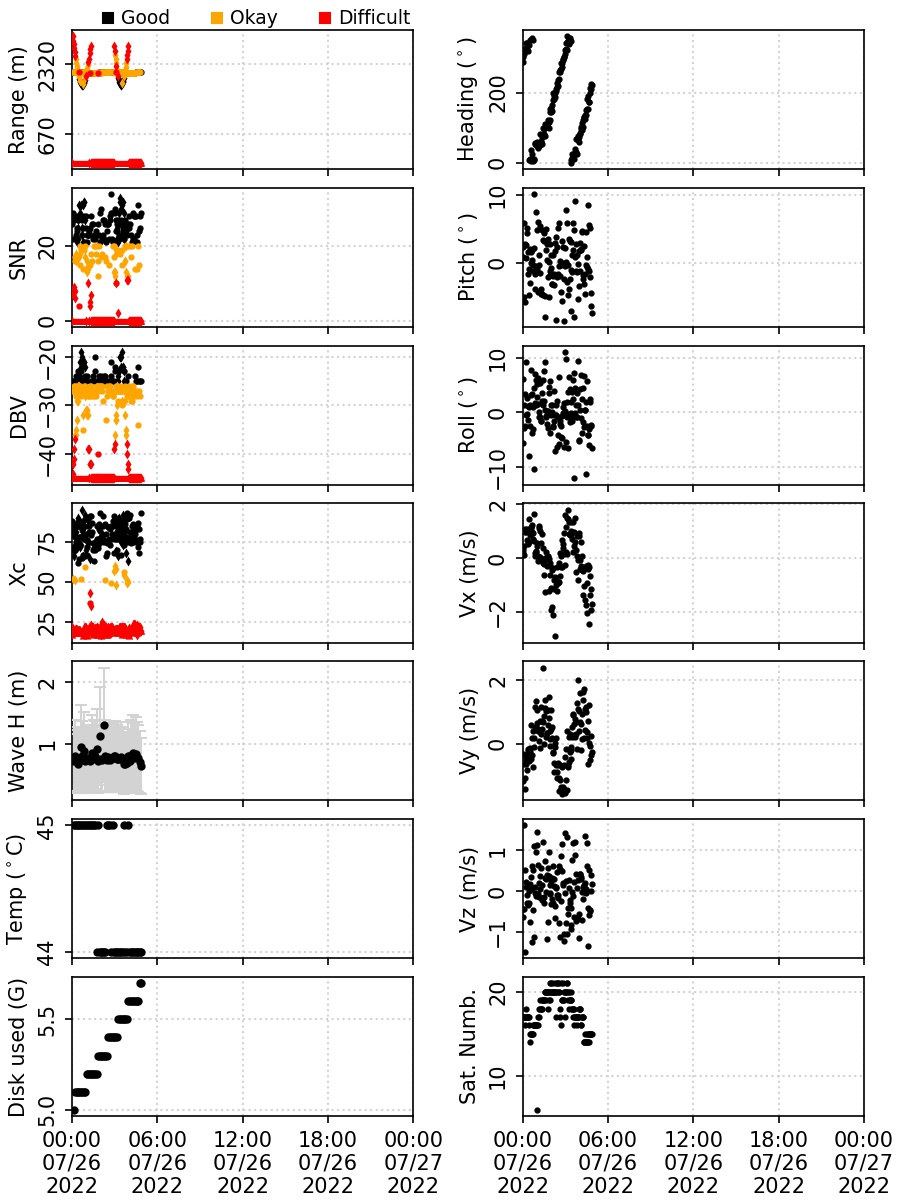 Good Okay Difficult
Range (m)
2320
670
Heading (°)
200
0
SNR
20
0
Pitch (°)
10
0
DBV
−20
−30
−40
Roll (°)
10
0
−10
Xc
75
50
25
Vx (m/s)
2
0
−2
Wave H (m)
2
1
Vy (m/s)
2
0
Temp (°C)
45
44
Vz (m/s)
1
0
−1
Disk used (G)
5.5
5.0
Sat. Numb.
20
10
00:00 06:00 12:00 18:00 00:00
07/26 07/26 07/26 07/26 07/27
2022 2022 2022 2022 2022
00:00 06:00 12:00 18:00 00:00
07/26 07/26 07/26 07/26 07/27
2022 2022 2022 2022 2022